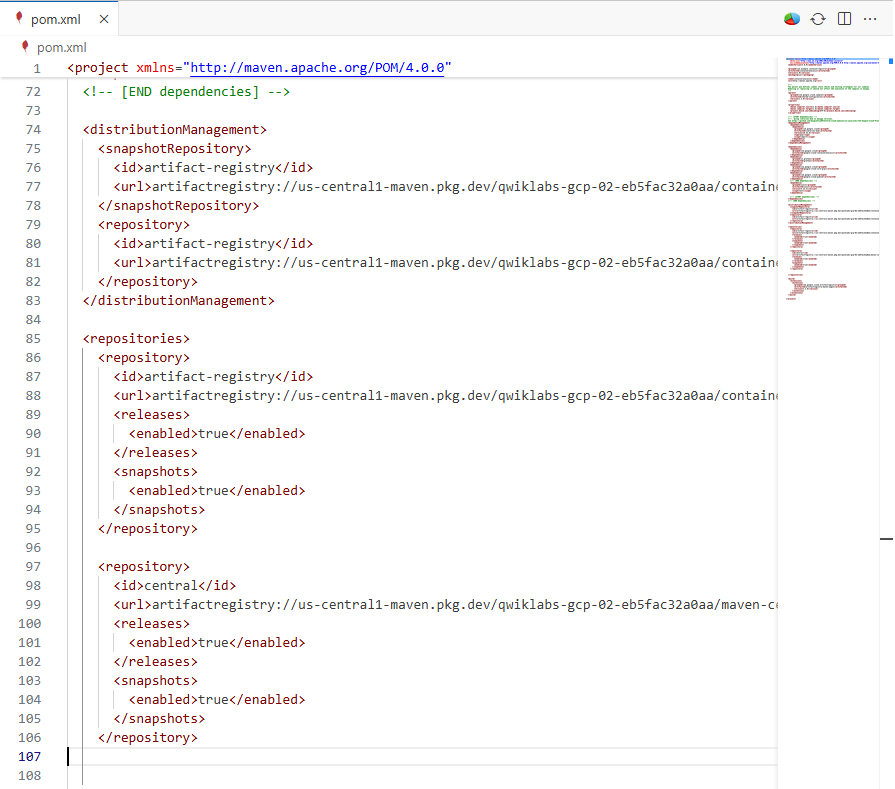 pom.xml
pom.xml
1 <project xmlns="http://maven.apache.org/POM/4.0.0"
72 <!-- [END dependencies] -->
73
74 <distributionManagement>
75 <snapshotRepository>
76 <id>artifact-registry</id>
77 <url>artifactregistry://us-central1-maven.pkg.dev/qwiklabs-gcp-02-eb5fac32a0aa/containe
78 </snapshotRepository>
79 <repository>
80 <id>artifact-registry</id>
81 <url>artifactregistry://us-central1-maven.pkg.dev/qwiklabs-gcp-02-eb5fac32a0aa/containe
82 </repository>
83 </distributionManagement>
84
85 <repositories>
86 <repository>
87 <id>artifact-registry</id>
88 <url>artifactregistry://us-central1-maven.pkg.dev/qwiklabs-gcp-02-eb5fac32a0aa/containe
89 <releases>
90 <enabled>true</enabled>
91 </releases>
92 <snapshots>
93 <enabled>true</enabled>
94 </snapshots>
95 </repository>
96
97 <repository>
98 <id>central</id>
99 <url>artifactregistry://us-central1-maven.pkg.dev/qwiklabs-gcp-02-eb5fac32a0aa/maven-ce
100 <releases>
101 <enabled>true</enabled>
102 </releases>
103 <snapshots>
104 <enabled>true</enabled>
105 </snapshots>
106 </repository>
107
108